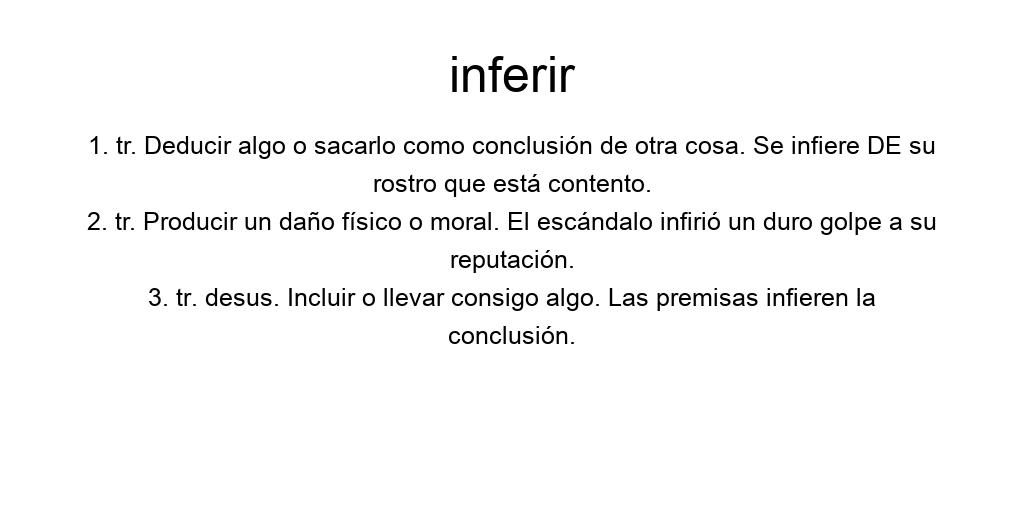 inferir
1. tr. Deducir algo o sacarlo como conclusión de otra cosa. Se infiere DE su
rostro que está contento.
2. tr. Producir un daño físico o moral. El escándalo infirió un duro golpe a su
reputación.
3. tr. desus. Incluir o llevar consigo algo. Las premisas infieren la
conclusión.